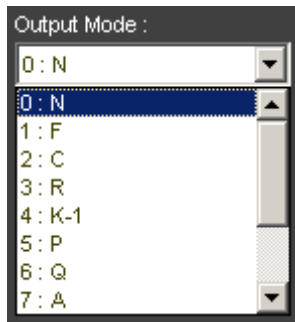 Output Mode :
0 : N
0 : N
1 : F
2 : C
3 : R
4 : K-1
5 : P
6 : Q
7 : A